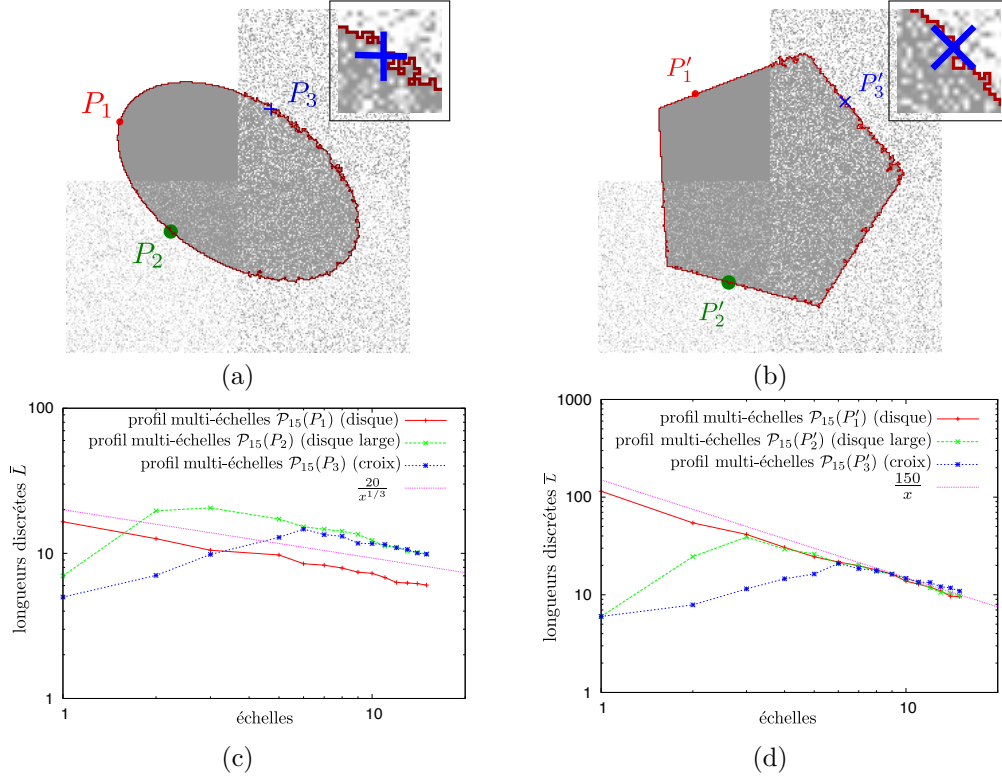 P₁
P₂
P₃
P′₁
P′₂
P′₃
(a)
(b)
longueurs discrétes L̅
100
10
1
1
10
échelles
profil multi-échelles 𝒫₁₅(P₁) (disque)
profil multi-échelles 𝒫₁₅(P₂) (disque large)
profil multi-échelles 𝒫₁₅(P₃) (croix)
20/x^{1/3}
(c)
longueurs discrétes L̅
1000
100
10
1
1
10
échelles
profil multi-échelles 𝒫₁₅(P′₁) (disque)
profil multi-échelles 𝒫₁₅(P′₂) (disque large)
profil multi-échelles 𝒫₁₅(P′₃) (croix)
150/x
(d)